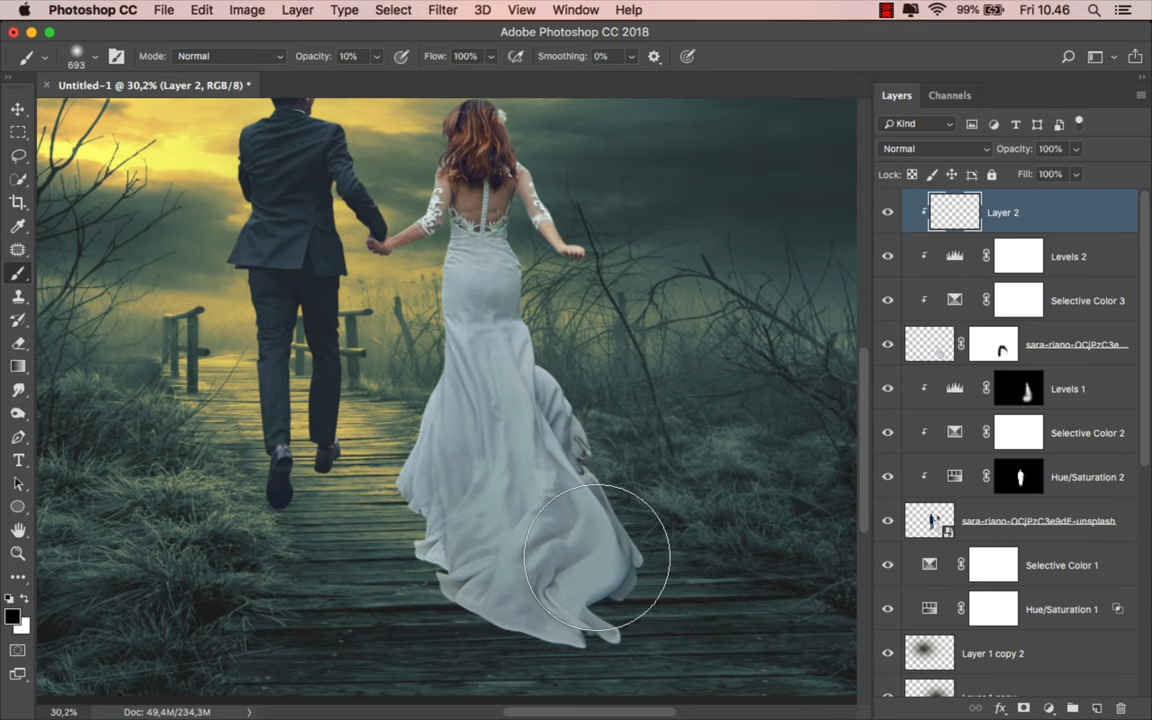 Photoshop CC File Edit Image Layer Type Select Filter 3D View Window Help 99% Fri 10.46
Adobe Photoshop CC 2018
693 Mode: Normal Opacity: 10% Flow: 100% Smoothing: 0%
Untitled-1 @ 30,2% (Layer 2, RGB/8) *
Layers Channels
Kind
Normal Opacity: 100%
Lock: Fill: 100%
Layer 2
Levels 2
Selective Color 3
sara-riano-OCjPzC3e...
Levels 1
Selective Color 2
Hue/Saturation 2
sara-riano-OCjPzC3e9dE-unsplash
Selective Color 1
Hue/Saturation 1
Layer 1 copy 2
Layer 1 copy
30,2% Doc: 49,4M/234,3M